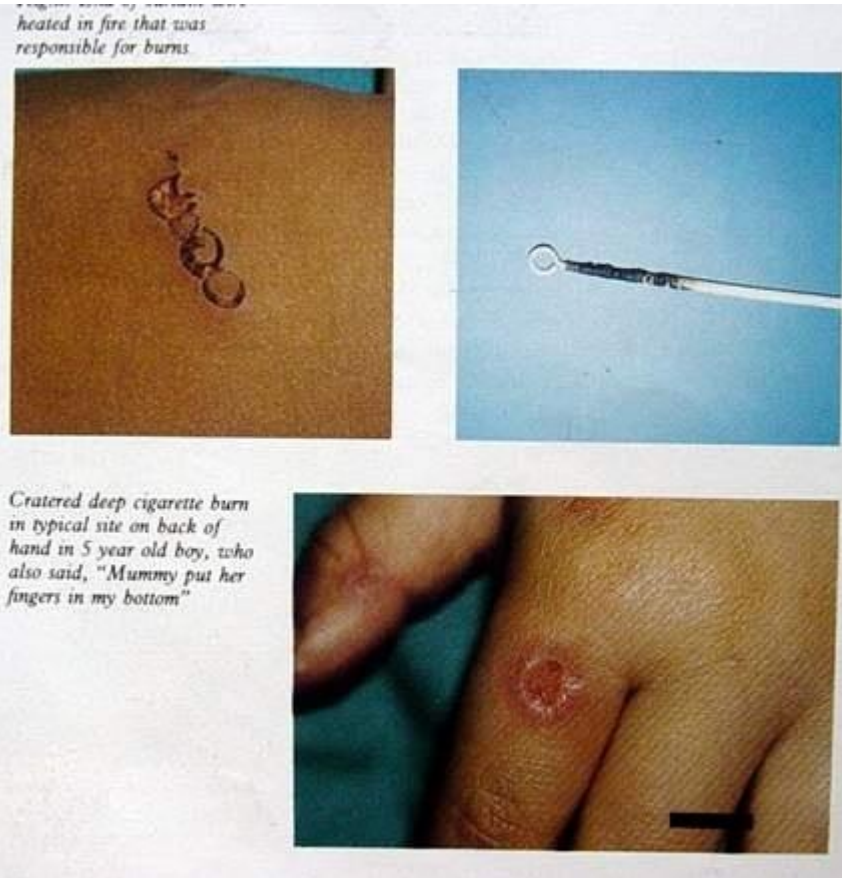 heated in fire that was
responsible for burns
Cratered deep cigarette burn
in typical site on back of
hand in 5 year old boy, who
also said, "Mummy put her
fingers in my bottom"